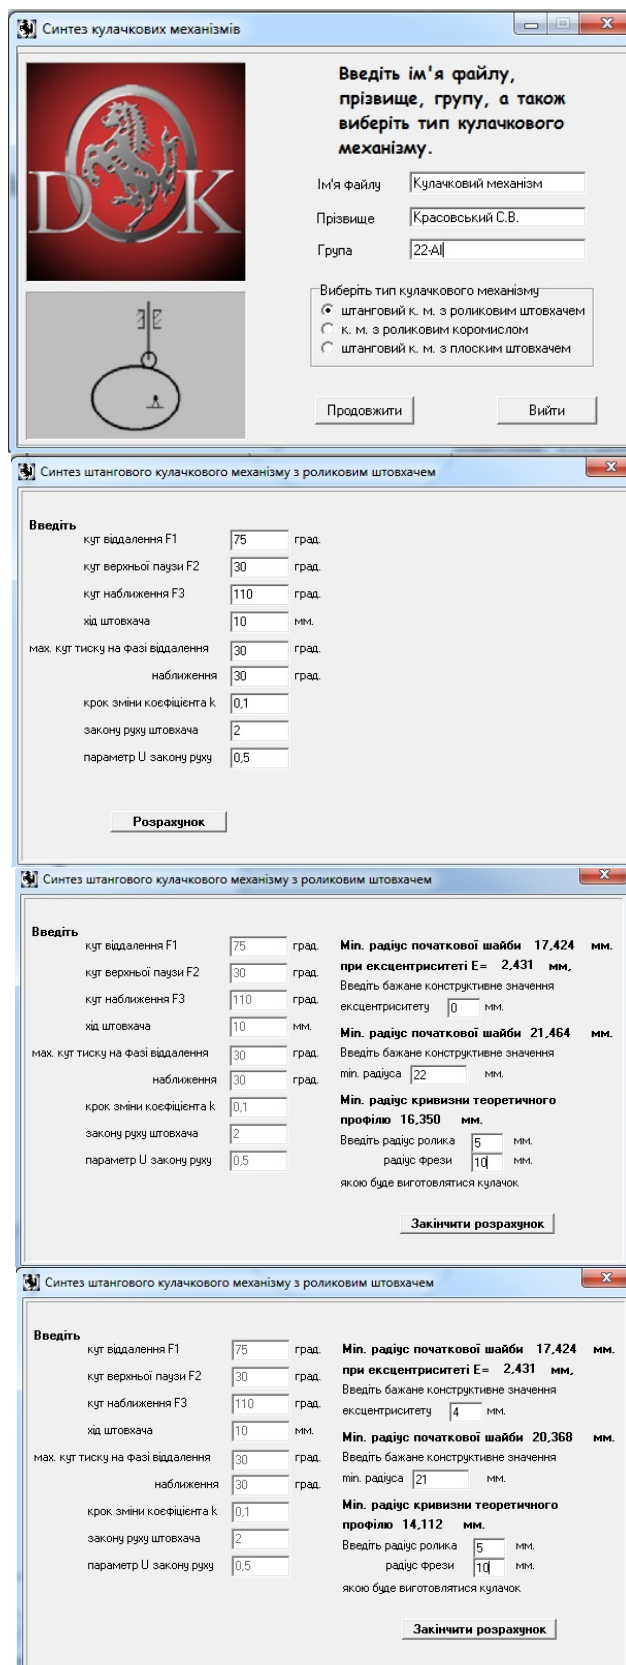 Синтез кулачкових механізмів
Введіть ім'я файлу,
прізвище, групу, а також
виберіть тип кулачкового
механізму.
DOK
Ім'я файлу Кулачковий механізм
Прізвище Красовський С.В.
Група 22-АІ
Виберіть тип кулачкового механізму
штанговий к. м. з роликовим штовхачем
к. м. з роликовим коромислом
штанговий к. м. з плоским штовхачем
Продовжити Вийти
Синтез штангового кулачкового механізму з роликовим штовхачем
Введіть
кут віддалення F1 75 град.
кут верхньої паузи F2 30 град.
кут наближення F3 110 град.
хід штовхача 10 мм.
мах. кут тиску на фазі віддалення 30 град.
наближення 30 град.
крок зміни коефіцієнта k 0,1
закону руху штовхача 2
параметр U закону руху 0,5
Розрахунок
Синтез штангового кулачкового механізму з роликовим штовхачем
Введіть
кут віддалення F1 75 град. Min. радіус початкової шайби 17,424 мм.
кут верхньої паузи F2 30 град. при ексцентриситеті E= 2,431 мм,
Введіть бажане конструктивне значення
кут наближення F3 110 град. ексцентриситету 0 мм.
хід штовхача 10 мм. Min. радіус початкової шайби 21,464 мм.
мах. кут тиску на фазі віддалення 30 град. Введіть бажане конструктивне значення
наближення 30 град. min. радіуса 22 мм.
крок зміни коефіцієнта k 0,1 Min. радіус кривизни теоретичного
профілю 16,350 мм.
закону руху штовхача 2 Введіть радіус ролика 5 мм.
параметр U закону руху 0,5 радіус фрези 10 мм.
якою буде виготовлятися кулачок
Закінчити розрахунок
Синтез штангового кулачкового механізму з роликовим штовхачем
Введіть
кут віддалення F1 75 град. Min. радіус початкової шайби 17,424 мм.
кут верхньої паузи F2 30 град. при ексцентриситеті E= 2,431 мм,
Введіть бажане конструктивне значення
кут наближення F3 110 град. ексцентриситету 4 мм.
хід штовхача 10 мм. Min. радіус початкової шайби 20,368 мм.
мах. кут тиску на фазі віддалення 30 град. Введіть бажане конструктивне значення
наближення 30 град. min. радіуса 21 мм.
крок зміни коефіцієнта k 0,1 Min. радіус кривизни теоретичного
профілю 14,112 мм.
закону руху штовхача 2 Введіть радіус ролика 5 мм.
параметр U закону руху 0,5 радіус фрези 10 мм.
якою буде виготовлятися кулачок
Закінчити розрахунок